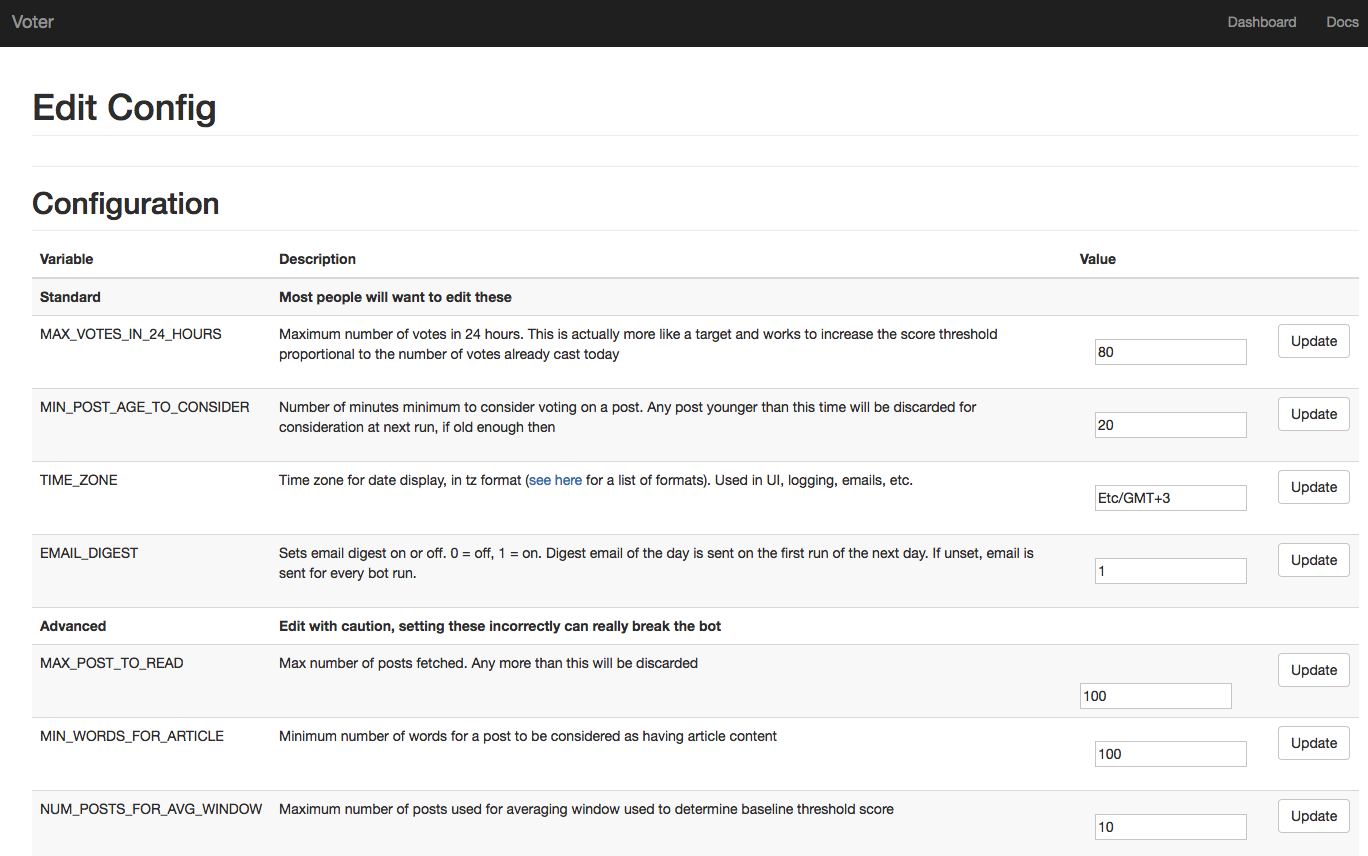 Voter Dashboard Docs
Edit Config
Configuration
Variable Description Value
Standard Most people will want to edit these
MAX_VOTES_IN_24_HOURS Maximum number of votes in 24 hours. This is actually more like a target and works to increase the score threshold Update
proportional to the number of votes already cast today 80
MIN_POST_AGE_TO_CONSIDER Number of minutes minimum to consider voting on a post. Any post younger than this time will be discarded for Update
consideration at next run, if old enough then 20
TIME_ZONE Time zone for date display, in tz format (see here for a list of formats). Used in UI, logging, emails, etc. Update
Etc/GMT+3
EMAIL_DIGEST Sets email digest on or off. 0 = off, 1 = on. Digest email of the day is sent on the first run of the next day. If unset, email is Update
sent for every bot run. 1
Advanced Edit with caution, setting these incorrectly can really break the bot
MAX_POST_TO_READ Max number of posts fetched. Any more than this will be discarded Update
100
MIN_WORDS_FOR_ARTICLE Minimum number of words for a post to be considered as having article content Update
100
NUM_POSTS_FOR_AVG_WINDOW Maximum number of posts used for averaging window used to determine baseline threshold score Update
10